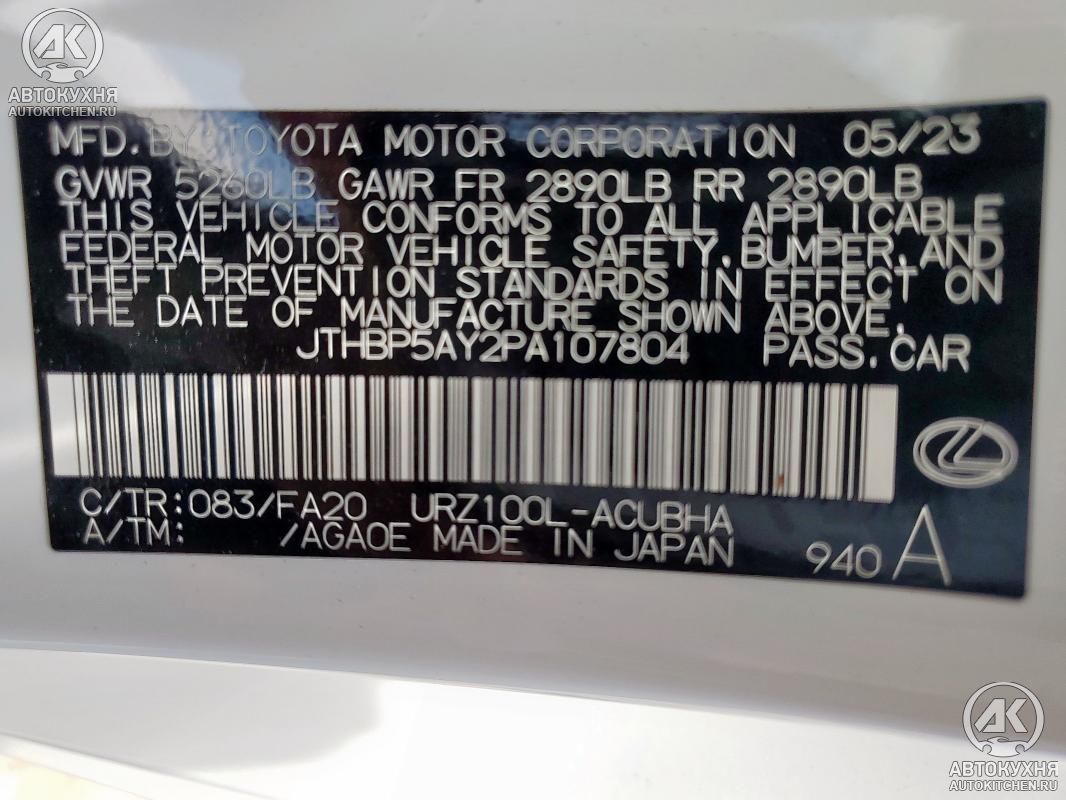 АК
АВТОКУХНЯ
AUTOKITCHEN.RU
MFD. BY TOYOTA MOTOR CORPORATION 05/23
GVWR 5260LB GAWR FR 2890LB RR 2890LB
THIS VEHICLE CONFORMS TO ALL APPLICABLE
FEDERAL MOTOR VEHICLE SAFETY, BUMPER, AND
THEFT PREVENTION STANDARDS IN EFFECT ON
THE DATE OF MANUFACTURE SHOWN ABOVE.
JTHBP5AY2PA107804 PASS.CAR
C/TR:083/FA20 URZ100L-ACUBHA
A/TM: /AGA0E MADE IN JAPAN 940 A
АК
АВТОКУХНЯ
AUTOKITCHEN.RU